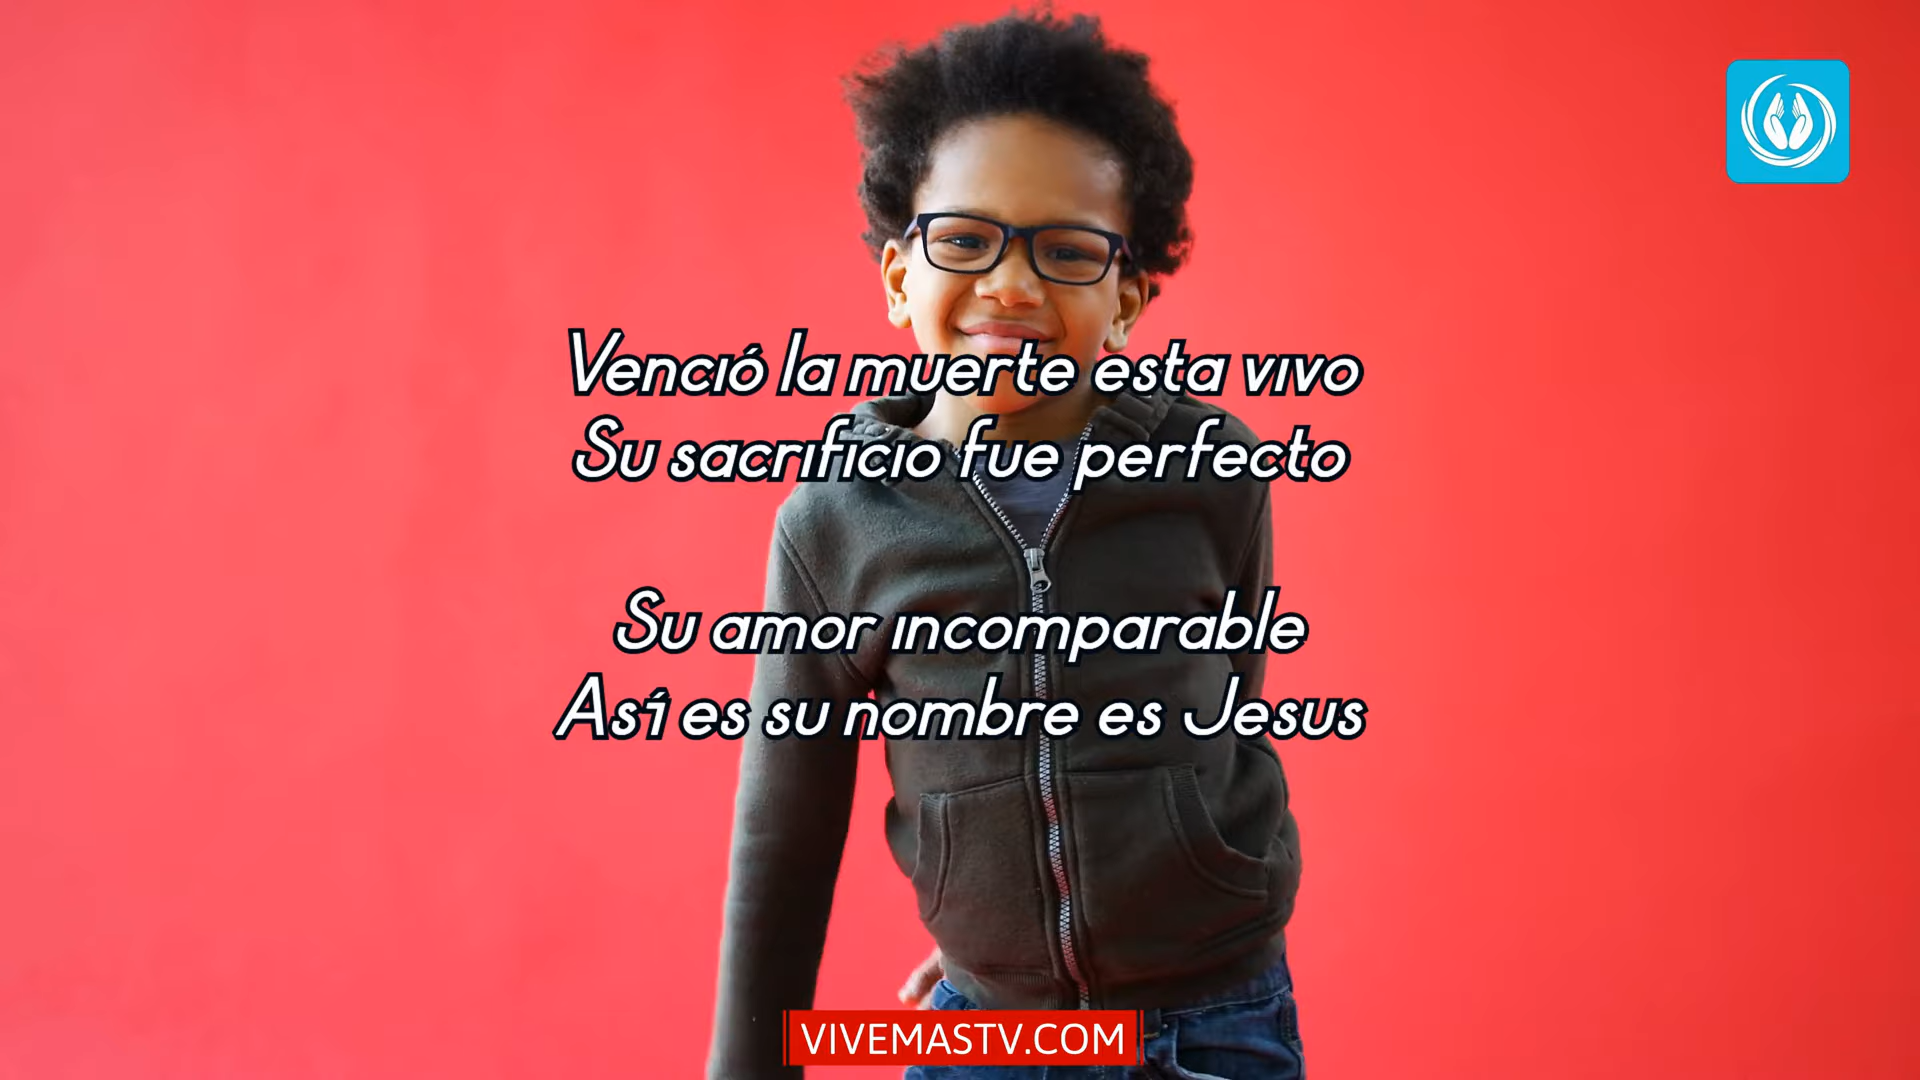 Venció la muerte esta vivo
Su sacrificio fue perfecto
Su amor incomparable
Así es su nombre es Jesus
VIVEMASTV.COM